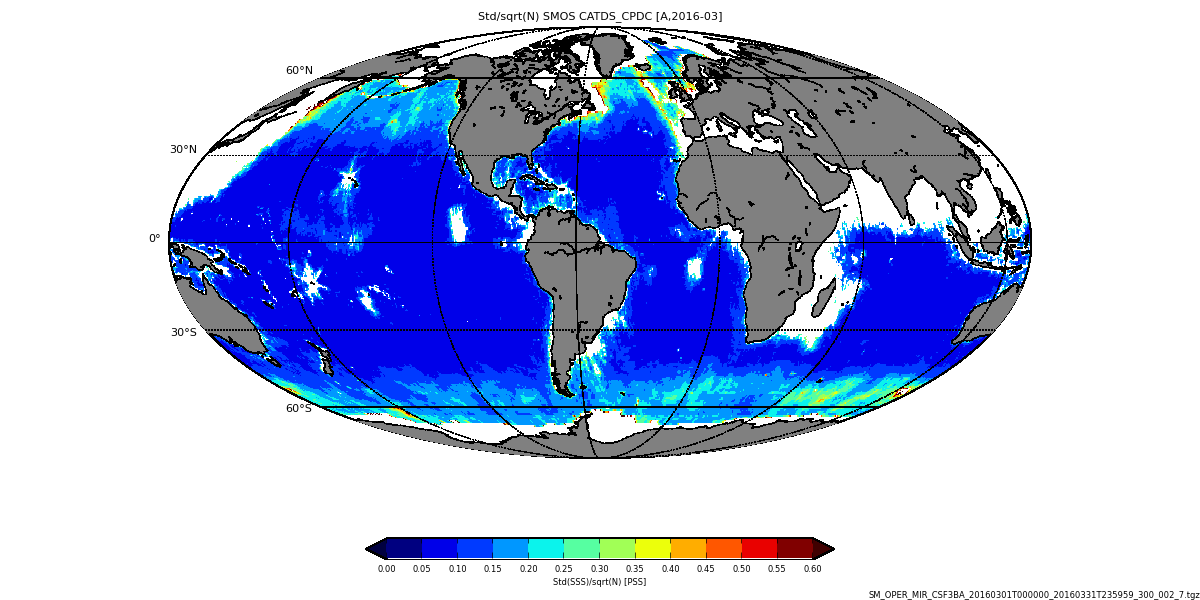 Std/sqrt(N) SMOS CATDS_CPDC [A,2016-03]
60°N
30°N
0°
30°S
60°S
0.00 0.05 0.10 0.15 0.20 0.25 0.30 0.35 0.40 0.45 0.50 0.55 0.60
Std(SSS)/sqrt(N) [PSS]
SM_OPER_MIR_CSF3BA_20160301T000000_20160331T235959_300_002_7.tgz